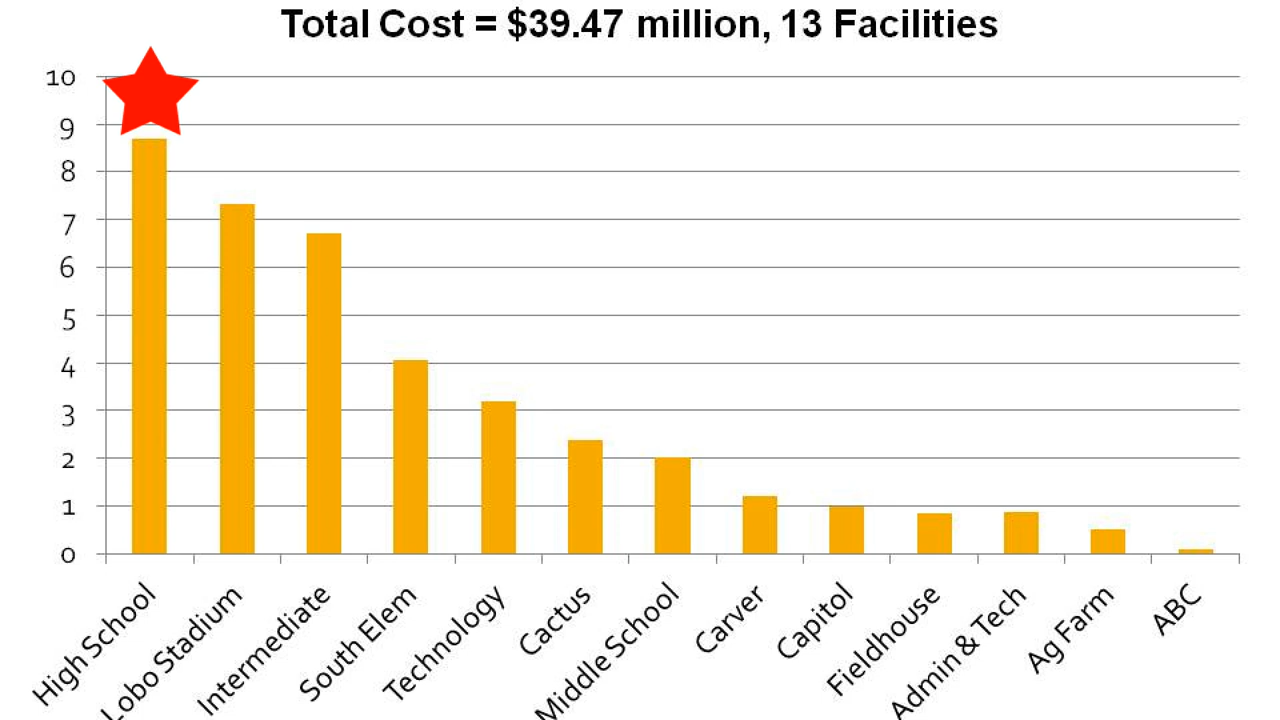 Total Cost = $39.47 million, 13 Facilities
10
9
8
7
6
5
4
3
2
1
0
High School
Lobo Stadium
Intermediate
South Elem
Technology
Cactus
Middle School
Carver
Capitol
Fieldhouse
Admin & Tech
Ag Farm
ABC